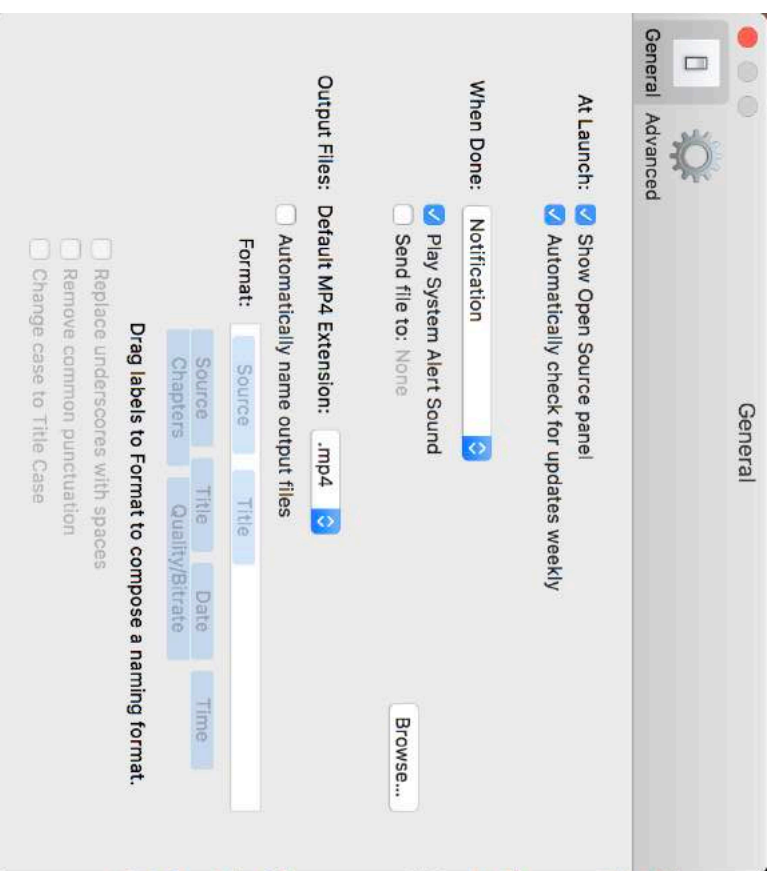 General
General Advanced
At Launch: Show Open Source panel
Automatically check for updates weekly
When Done: Notification
Play System Alert Sound
Send file to: None Browse...
Output Files: Default MP4 Extension: .mp4
Automatically name output files
Format: Source Title
Source Title Date Time
Chapters Quality/Bitrate
Drag labels to Format to compose a naming format.
Replace underscores with spaces
Remove common punctuation
Change case to Title Case